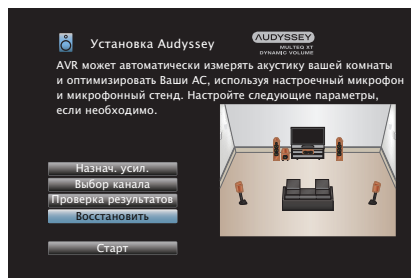 Установка Audyssey
AUDYSSEY
MULTEQ XT
DYNAMIC VOLUME
AVR может автоматически измерять акустику вашей комнаты
и оптимизировать Ваши АС, используя настроечный микрофон
и микрофонный стенд. Настройте следующие параметры,
если необходимо.
Назнач. усил.
Выбор канала
Проверка результатов
Восстановить
Старт